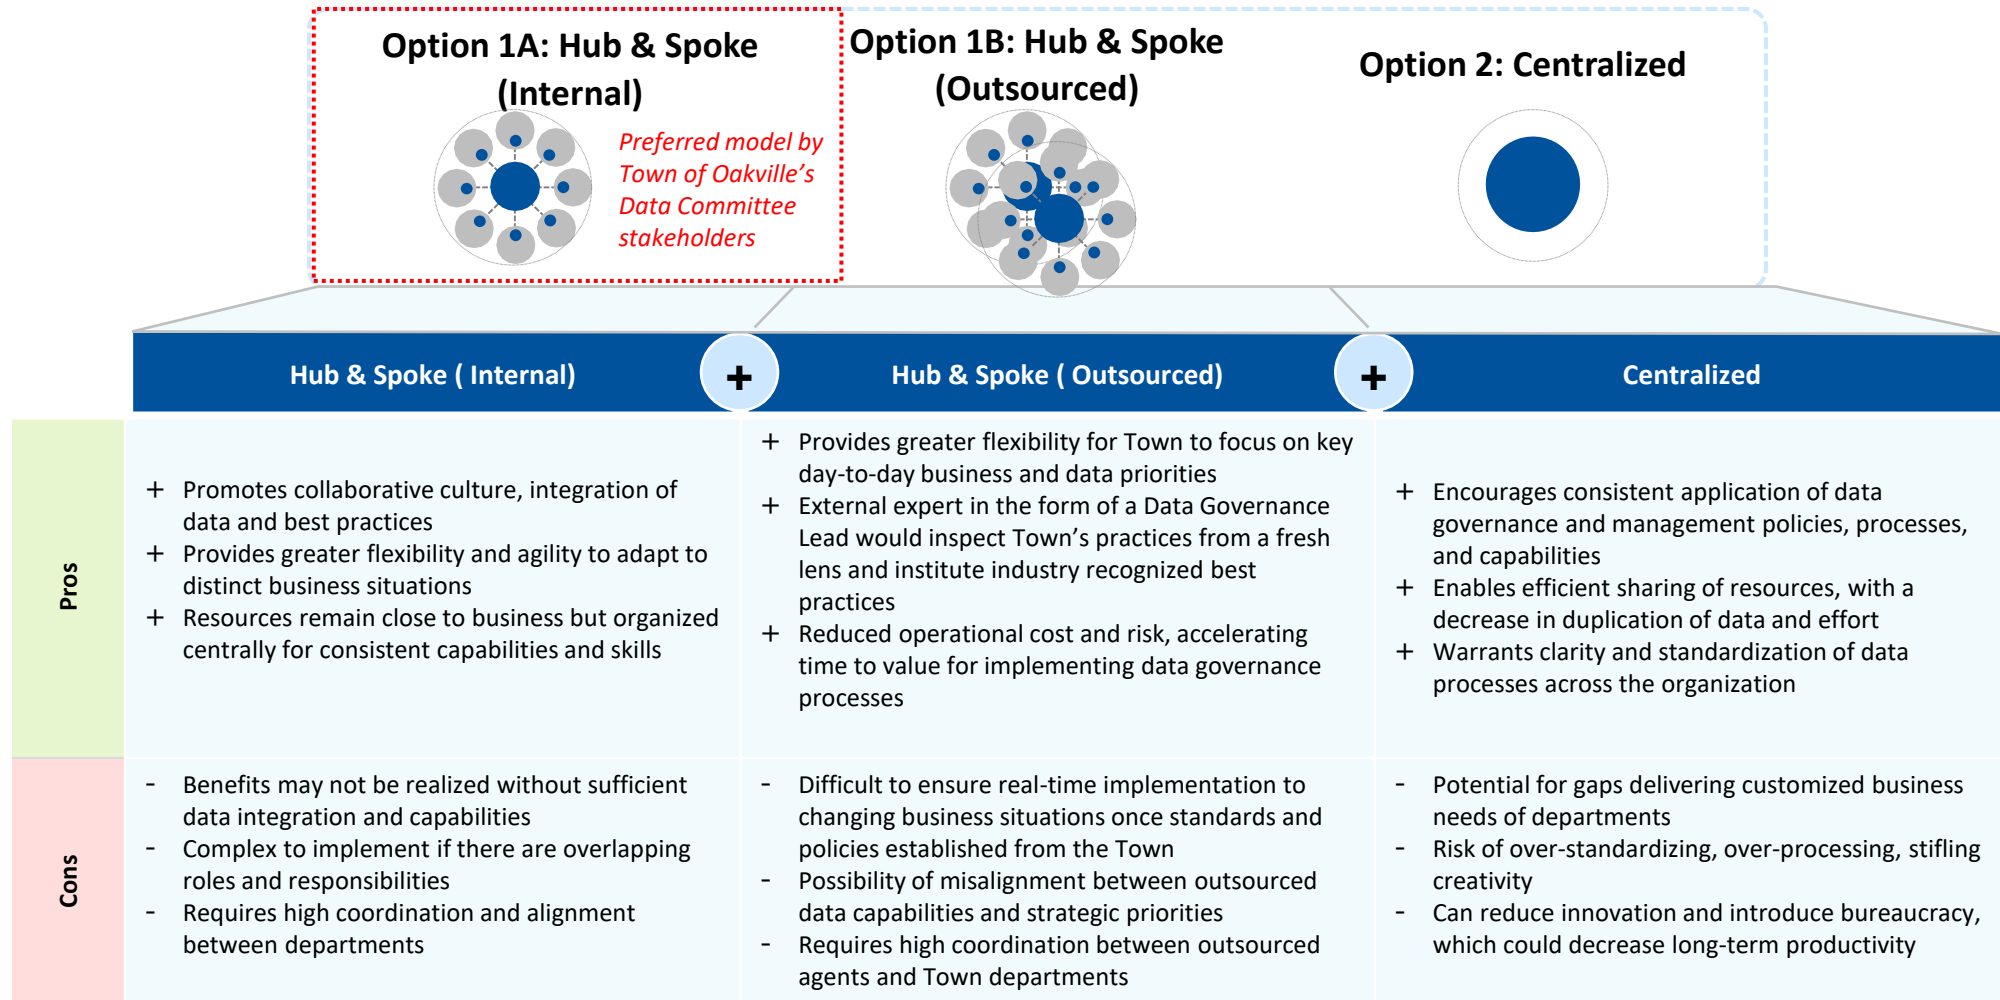 Option 1A: Hub & Spoke
(Internal)
Preferred model by
Town of Oakville's
Data Committee
stakeholders
Option 1B: Hub & Spoke
(Outsourced)
Option 2: Centralized
Hub & Spoke ( Internal)
+
Hub & Spoke ( Outsourced)
+
Centralized
Pros
+ Promotes collaborative culture, integration of
data and best practices
+ Provides greater flexibility and agility to adapt to
distinct business situations
+ Resources remain close to business but organized
centrally for consistent capabilities and skills
+ Provides greater flexibility for Town to focus on key
day-to-day business and data priorities
+ External expert in the form of a Data Governance
Lead would inspect Town's practices from a fresh
lens and institute industry recognized best
practices
+ Reduced operational cost and risk, accelerating
time to value for implementing data governance
processes
+ Encourages consistent application of data
governance and management policies, processes,
and capabilities
+ Enables efficient sharing of resources, with a
decrease in duplication of data and effort
+ Warrants clarity and standardization of data
processes across the organization
Cons
- Benefits may not be realized without sufficient
data integration and capabilities
- Complex to implement if there are overlapping
roles and responsibilities
- Requires high coordination and alignment
between departments
- Difficult to ensure real-time implementation to
changing business situations once standards and
policies established from the Town
- Possibility of misalignment between outsourced
data capabilities and strategic priorities
- Requires high coordination between outsourced
agents and Town departments
- Potential for gaps delivering customized business
needs of departments
- Risk of over-standardizing, over-processing, stifling
creativity
- Can reduce innovation and introduce bureaucracy,
which could decrease long-term productivity